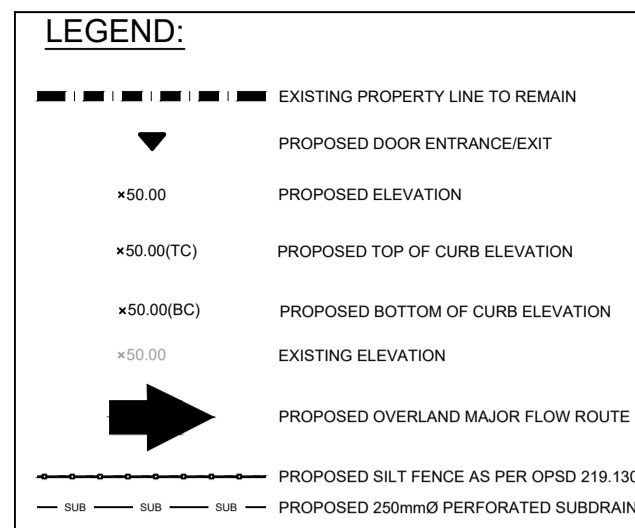 LEGEND:
EXISTING PROPERTY LINE TO REMAIN
PROPOSED DOOR ENTRANCE/EXIT
×50.00 PROPOSED ELEVATION
×50.00(TC) PROPOSED TOP OF CURB ELEVATION
×50.00(BC) PROPOSED BOTTOM OF CURB ELEVATION
×50.00 EXISTING ELEVATION
PROPOSED OVERLAND MAJOR FLOW ROUTE
PROPOSED SILT FENCE AS PER OPSD 219.130
SUB SUB SUB PROPOSED 250mmØ PERFORATED SUBDRAIN